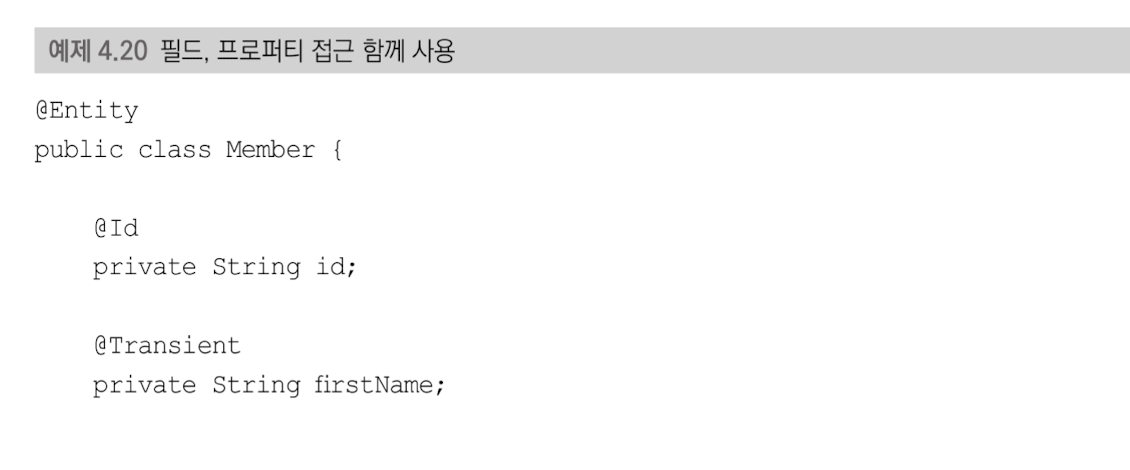 예제 4.20 필드, 프로퍼티 접근 함께 사용
@Entity
public class Member {
@Id
private String id;
@Transient
private String firstName;